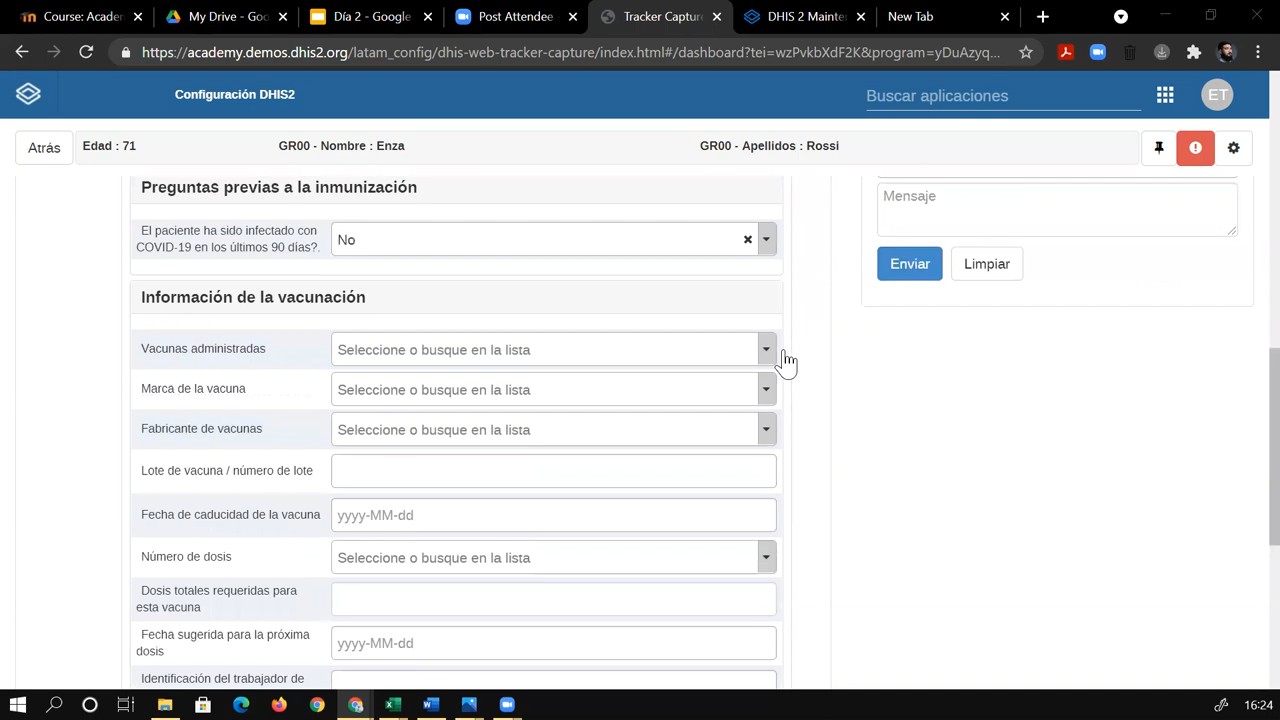 Course: Acader
My Drive - Goo
Día 2 - Google
Post Attendee
Tracker Captur
DHIS 2 Mainter
New Tab
https://academy.demos.dhis2.org/latam_config/dhis-web-tracker-capture/index.html#/dashboard?tei=wzPvkbXdF2K&program=yDuAzyq...
Configuración DHIS2
Buscar aplicaciones
ET
Atrás
Edad : 71
GR00 - Nombre : Enza
GR00 - Apellidos : Rossi
Preguntas previas a la inmunización
Mensaje
El paciente ha sido infectado con
COVID-19 en los últimos 90 días?.
No
Enviar
Limpiar
Información de la vacunación
Vacunas administradas
Seleccione o busque en la lista
Marca de la vacuna
Seleccione o busque en la lista
Fabricante de vacunas
Seleccione o busque en la lista
Lote de vacuna / número de lote
Fecha de caducidad de la vacuna
yyyy-MM-dd
Número de dosis
Seleccione o busque en la lista
Dosis totales requeridas para
esta vacuna
Fecha sugerida para la próxima
dosis
yyyy-MM-dd
Identificación del trabajador de
16:24